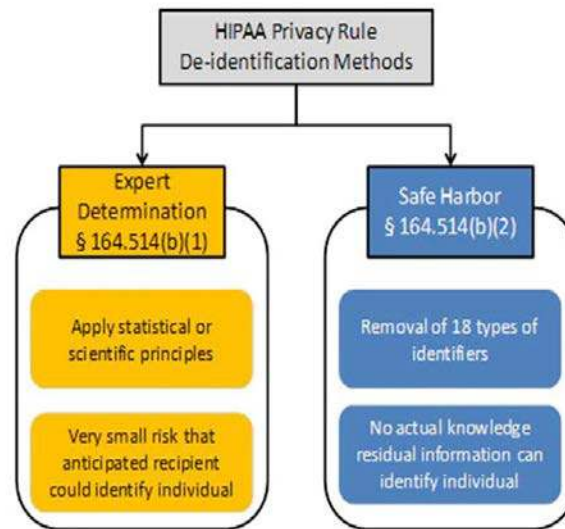 HIPAA Privacy Rule
De-identification Methods
Expert
Determination
§ 164.514(b)(1)
Apply statistical or
scientific principles
Very small risk that
anticipated recipient
could identify individual
Safe Harbor
§ 164.514(b)(2)
Removal of 18 types of
identifiers
No actual knowledge
residual information can
identify individual